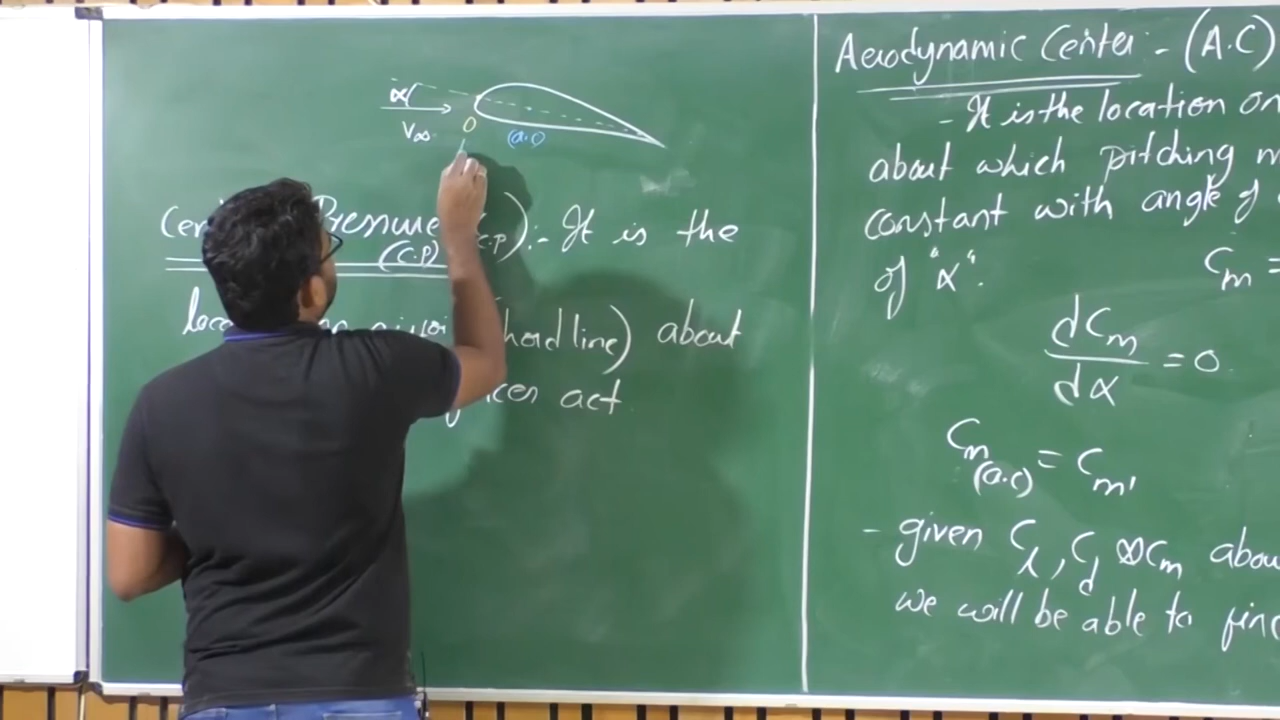 α
V∞
O
(a.c)
Pressure (C.P) :- It is the
(C.P)
chord line) about
act
Aerodynamic Center :- (A.C)
- It is the location on
about which pitching m
constant with angle of
of "α".
Cm =
dCm
dα
= 0
Cm(a.c) = Cm'
- given Cl, Cd & Cm about
we will be able to find